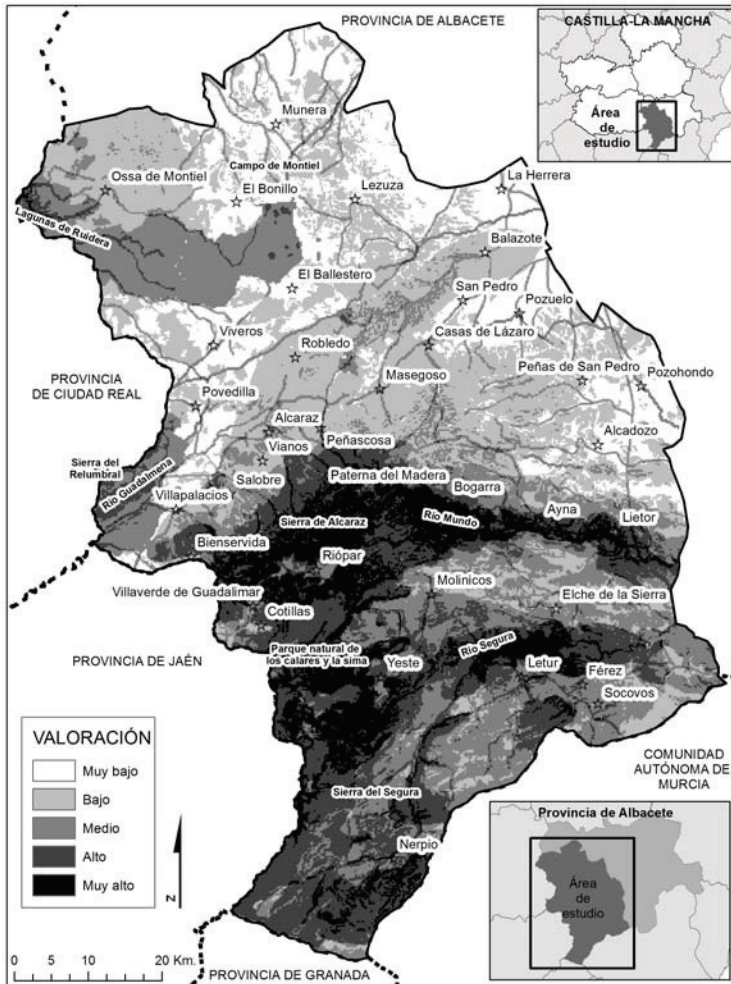 PROVINCIA DE ALBACETE
CASTILLA-LA MANCHA
Área
de
estudio
Munera
Campo de Montiel
Ossa de Montiel
El Bonillo
Lezuza
La Herrera
Lagunas de Ruidera
Balazote
El Ballestero
San Pedro
Pozuelo
Viveros
Robledo
Casas de Lázaro
PROVINCIA
DE CIUDAD REAL
Masegoso
Peñas de San Pedro
Pozohondo
Povedilla
Alcaraz
Peñascosa
Alcadozo
Vianos
Sierra del
Relumbral
Río Guadalmena
Salobre
Paterna del Madera
Bogarra
Villapalacios
Sierra de Alcaraz
Río Mundo
Ayna
Lietor
Bienservida
Riópar
Molinicos
Villaverde de Guadalimar
Elche de la Sierra
Cotillas
PROVINCIA DE JAÉN
Parque natural de
los calares y la sima
Yeste
Río Segura
Letur
Férez
Socovos
VALORACIÓN
Muy bajo
Bajo
Medio
Alto
Muy alto
COMUNIDAD
AUTÓNOMA DE
MURCIA
Sierra del Segura
Nerpio
N
Provincia de Albacete
Área
de
estudio
0 5 10 20 Km.
PROVINCIA DE GRANADA